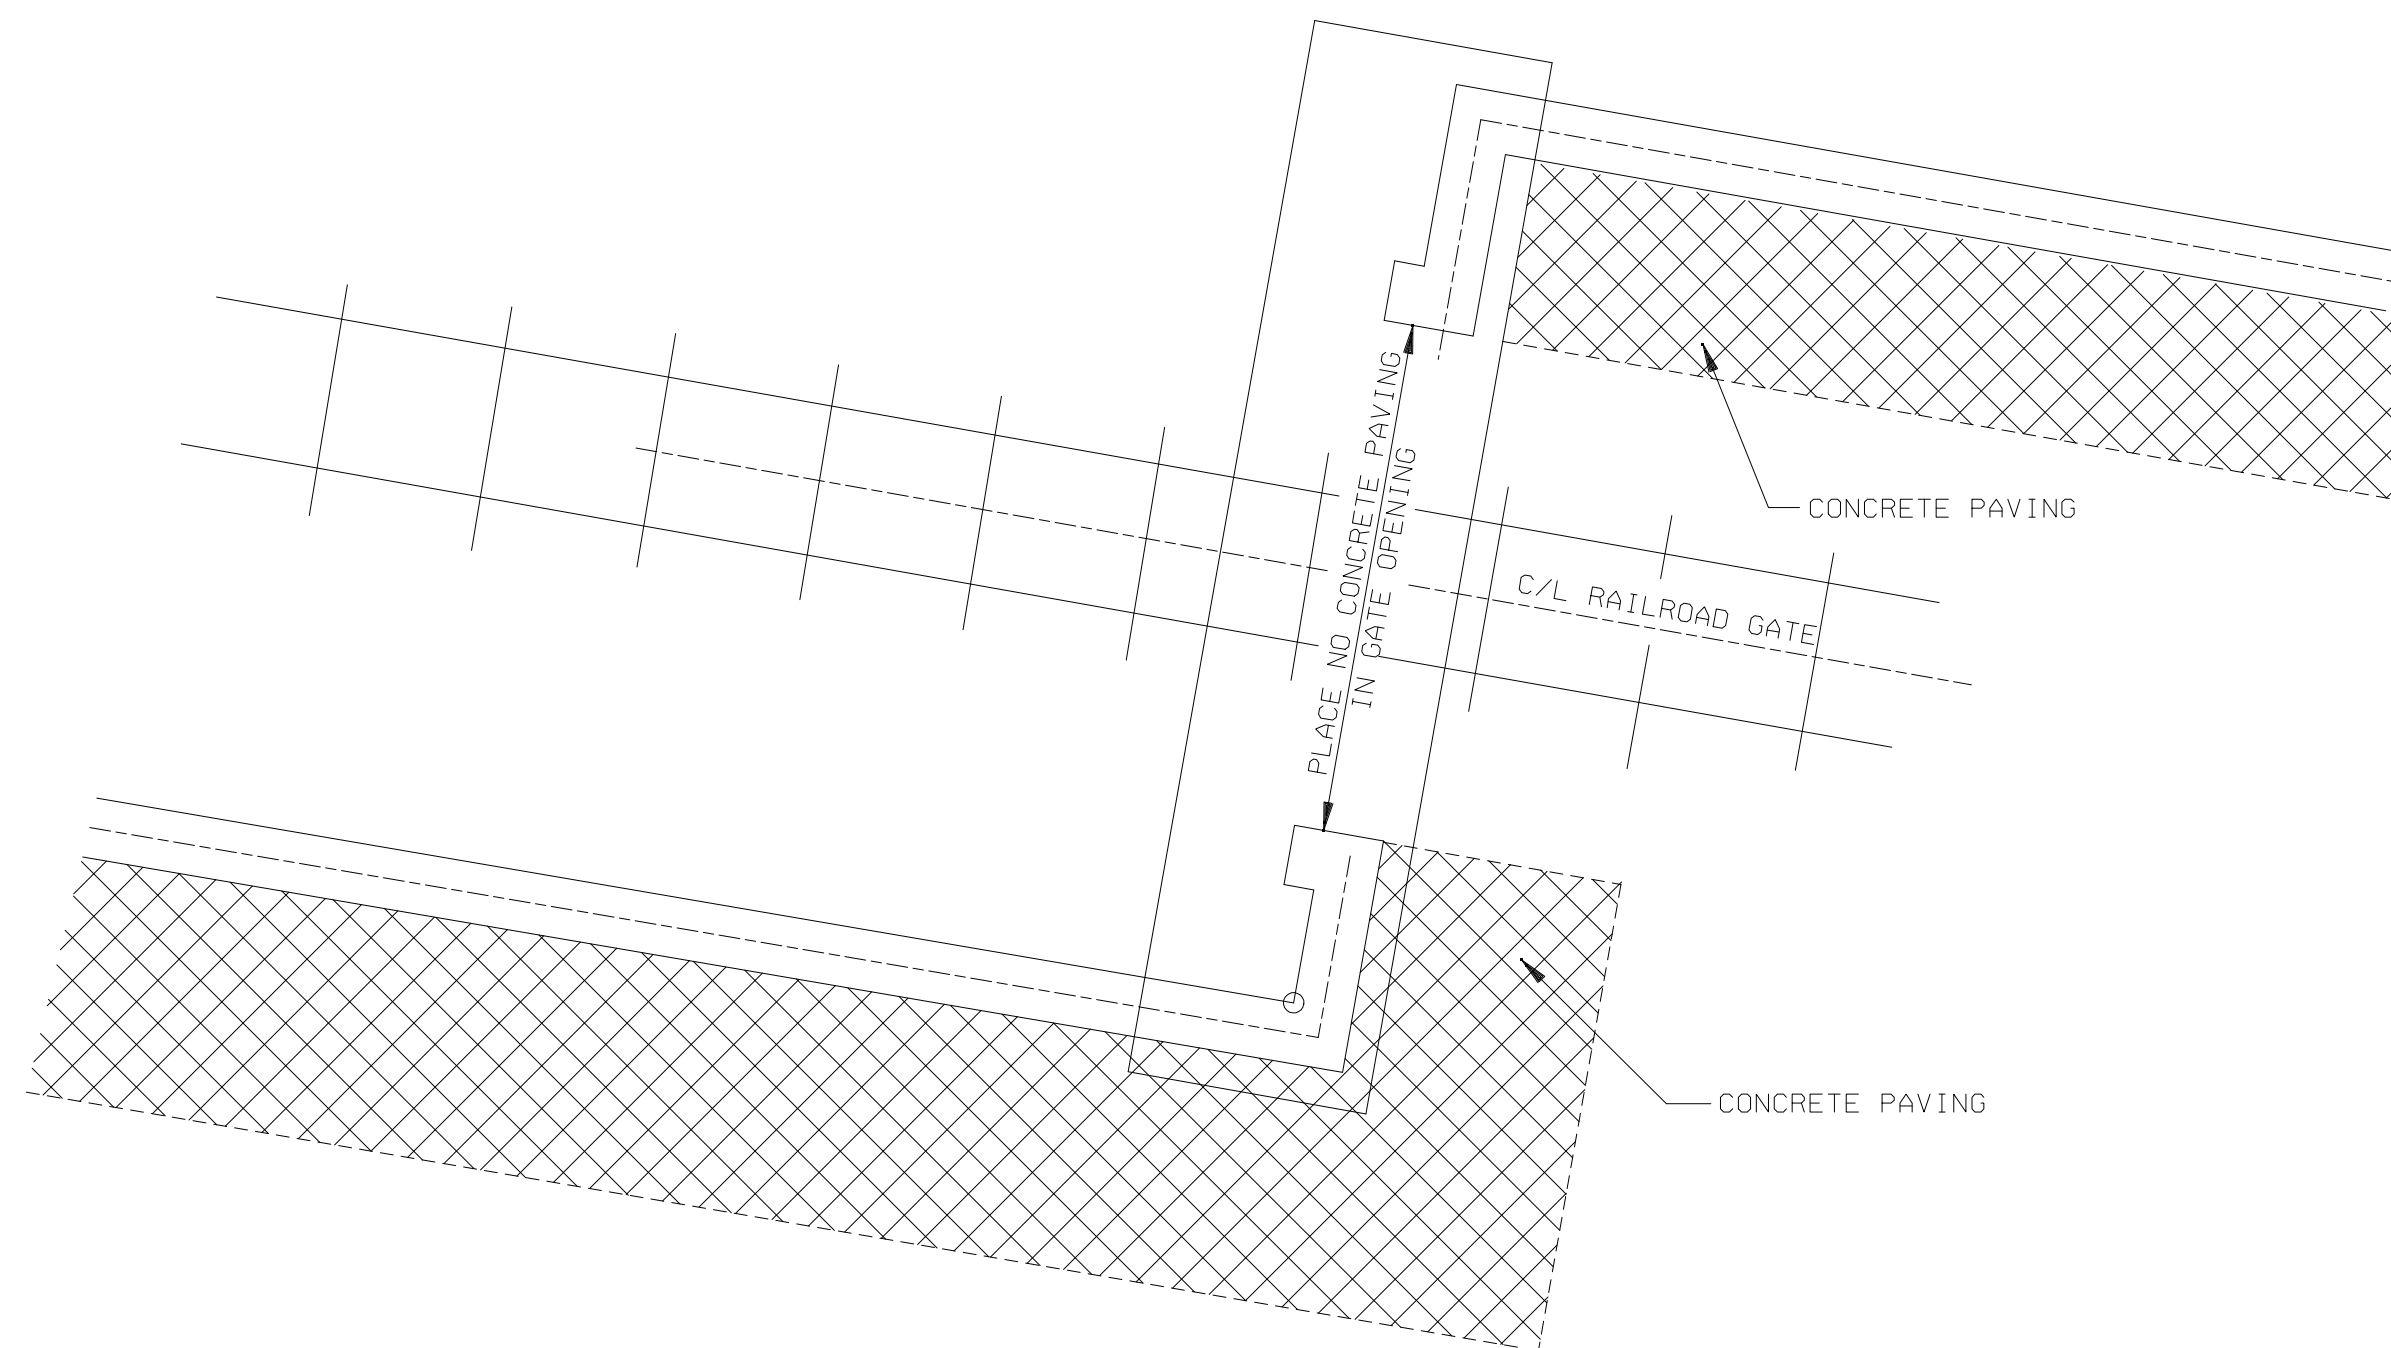 PLACE NO CONCRETE PAVING
IN GATE OPENING
CONCRETE PAVING
C/L RAILROAD GATE
CONCRETE PAVING